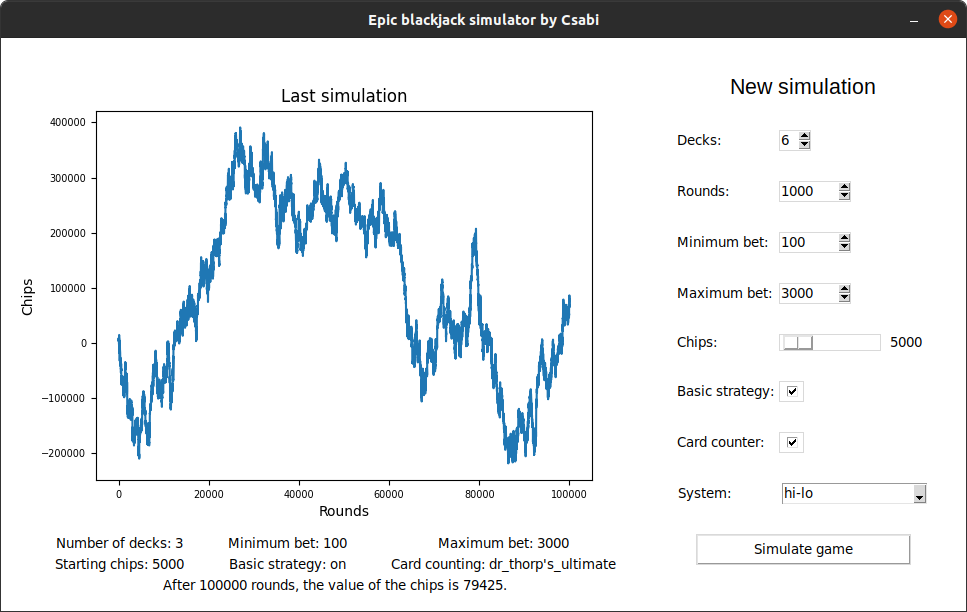 Epic blackjack simulator by Csabi
Last simulation
400000
300000
200000
100000
0
−100000
−200000
Chips
0 20000 40000 60000 80000 100000
Rounds
Number of decks: 3 Minimum bet: 100 Maximum bet: 3000
Starting chips: 5000 Basic strategy: on Card counting: dr_thorp's_ultimate
After 100000 rounds, the value of the chips is 79425.
New simulation
Decks: 6
Rounds: 1000
Minimum bet: 100
Maximum bet: 3000
Chips: 5000
Basic strategy:
Card counter:
System: hi-lo
Simulate game